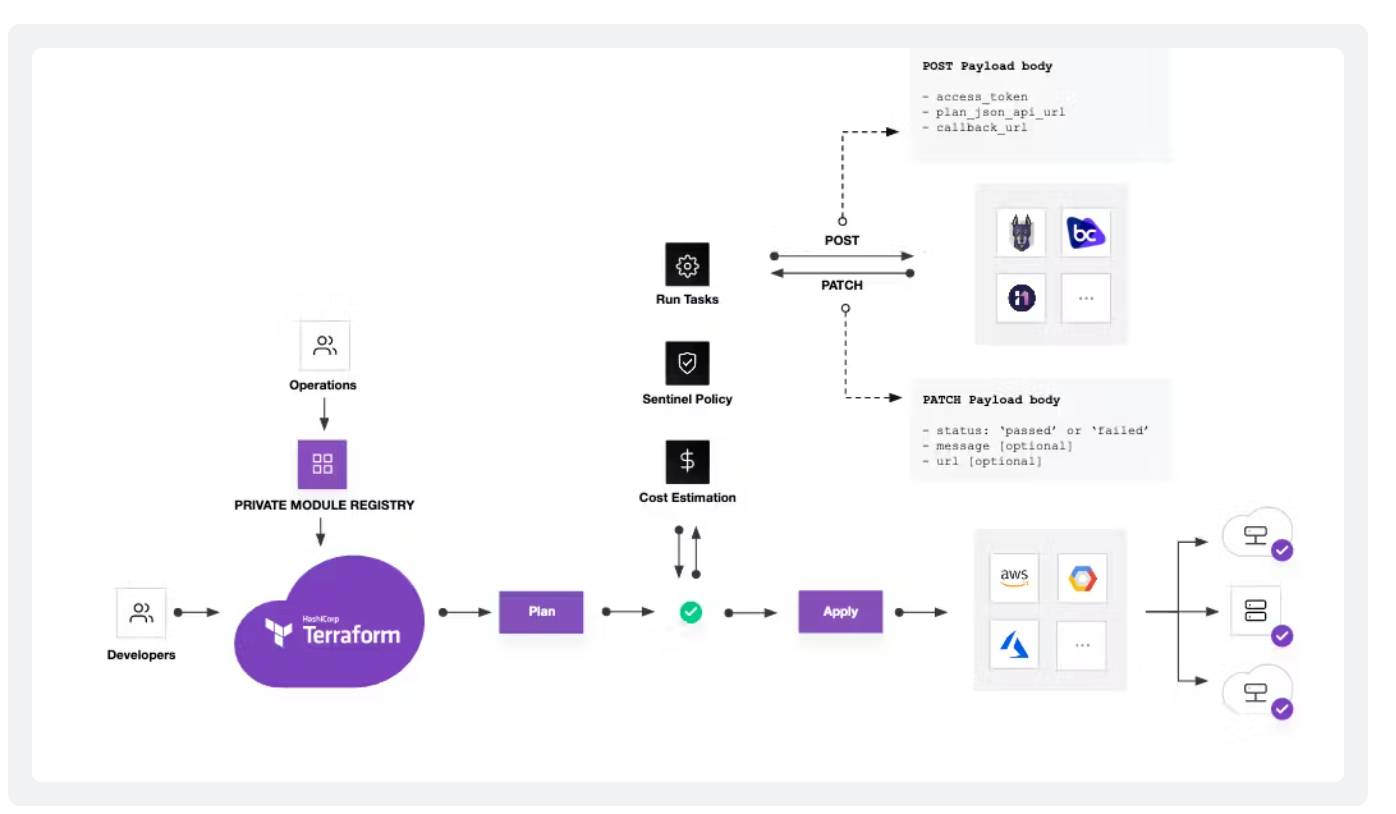 POST Payload body
- access_token
- plan_json_api_url
- callback_url
POST
PATCH
bc
Run Tasks
Operations
Sentinel Policy
PATCH Payload body
- status: ‘passed’ or ‘failed’
- message [optional]
- url [optional]
Cost Estimation
PRIVATE MODULE REGISTRY
HashiCorp
Terraform
Developers
Plan
Apply
aws